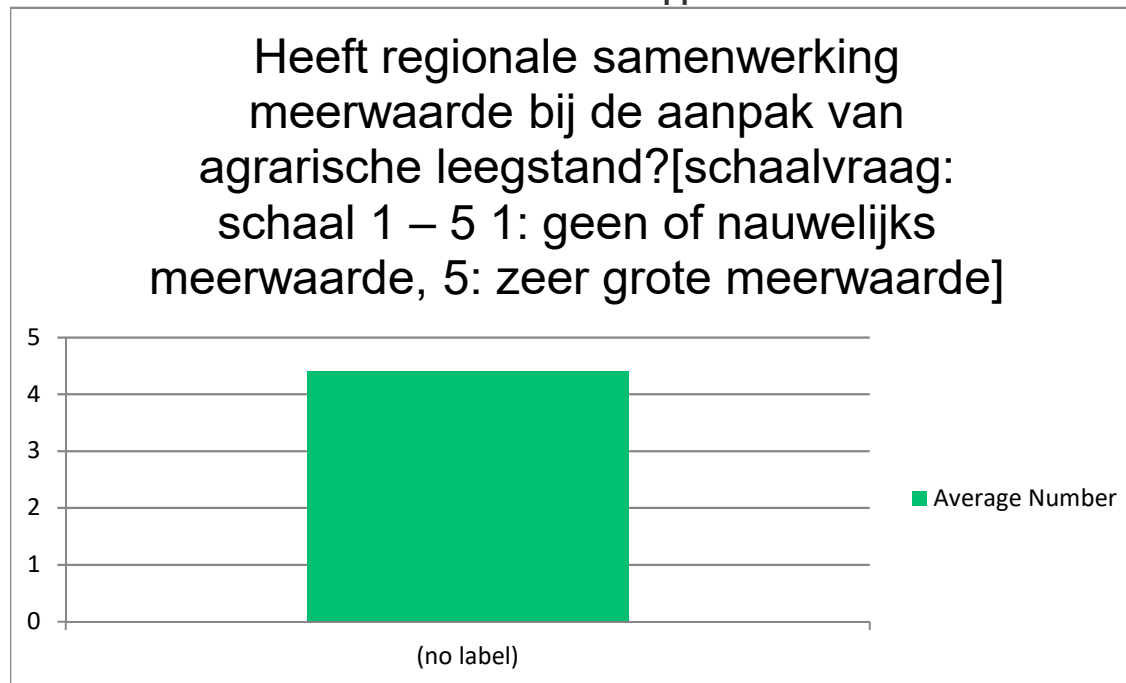 Heeft regionale samenwerking
meerwaarde bij de aanpak van
agrarische leegstand?[schaalvraag:
schaal 1 – 5 1: geen of nauwelijks
meerwaarde, 5: zeer grote meerwaarde]
5
4
3
2
1
0
(no label)
Average Number